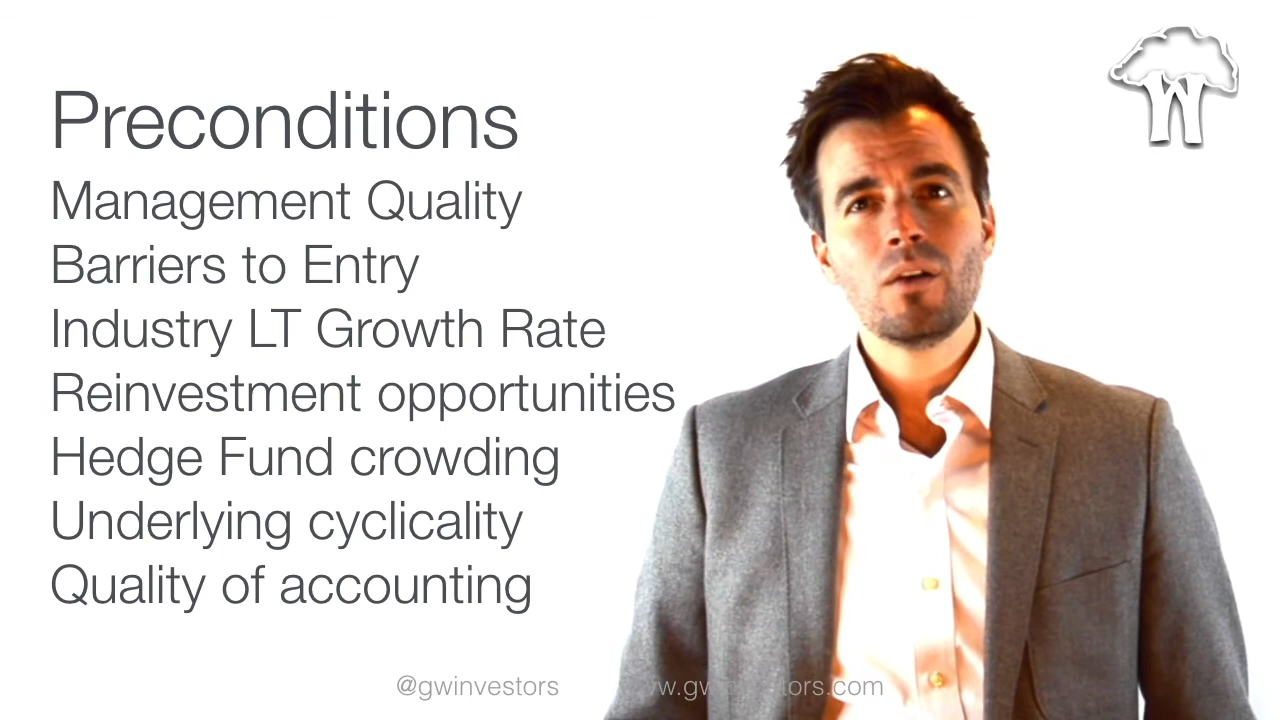 Preconditions
Management Quality
Barriers to Entry
Industry LT Growth Rate
Reinvestment opportunities
Hedge Fund crowding
Underlying cyclicality
Quality of accounting
@gwinvestors